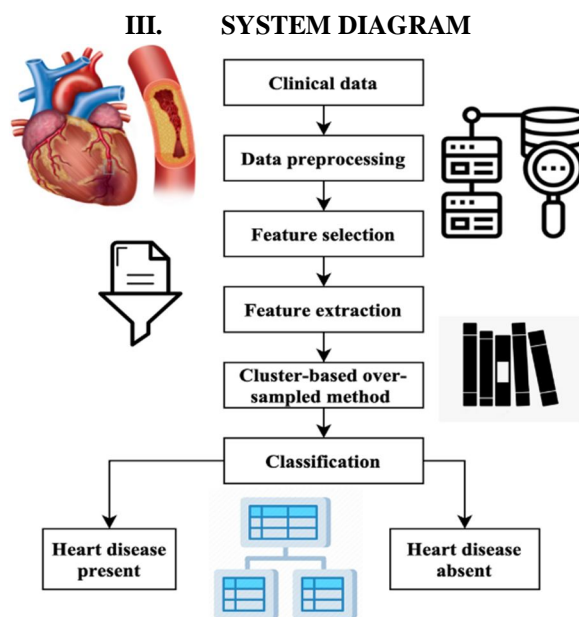 III. SYSTEM DIAGRAM
Clinical data
Data preprocessing
Feature selection
Feature extraction
Cluster-based over-
sampled method
Classification
Heart disease
present
Heart disease
absent